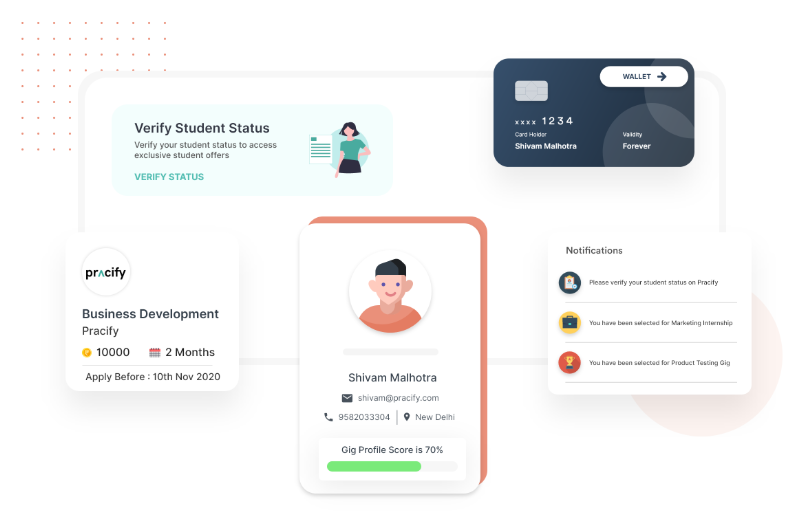 Verify Student Status
Verify your student status to access
exclusive student offers
VERIFY STATUS
WALLET
xxxx 1234
Card Holder
Validity
Shivam Malhotra
Forever
pracify
Business Development
Pracify
10000
2 Months
Apply Before : 10th Nov 2020
Shivam Malhotra
shivam@pracify.com
9582033304
New Delhi
Gig Profile Score is 70%
Notifications
Please verify your student status on Pracify
You have been selected for Marketing Internship
You have been selected for Product Testing Gig